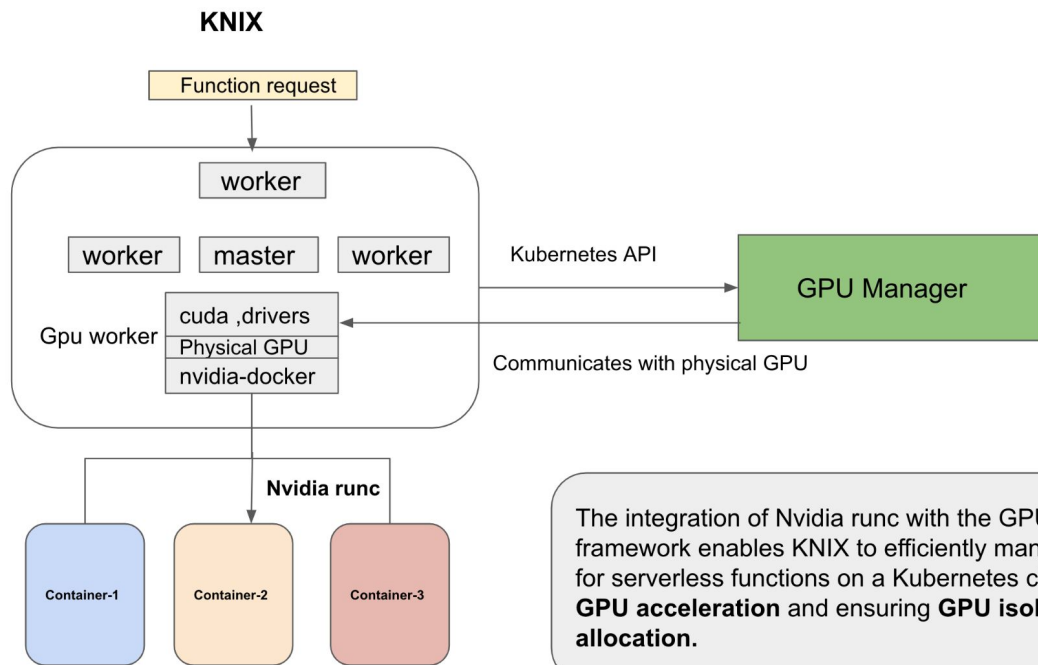 KNIX
Function request
worker
worker
master
worker
Kubernetes API
GPU Manager
cuda ,drivers
Gpu worker
Physical GPU
nvidia-docker
Communicates with physical GPU
Nvidia runc
Container-1
Container-2
Container-3
The integration of Nvidia runc with the GPU
framework enables KNIX to efficiently
for serverless functions on a Kubernetes
GPU acceleration and ensuring GPU
allocation.